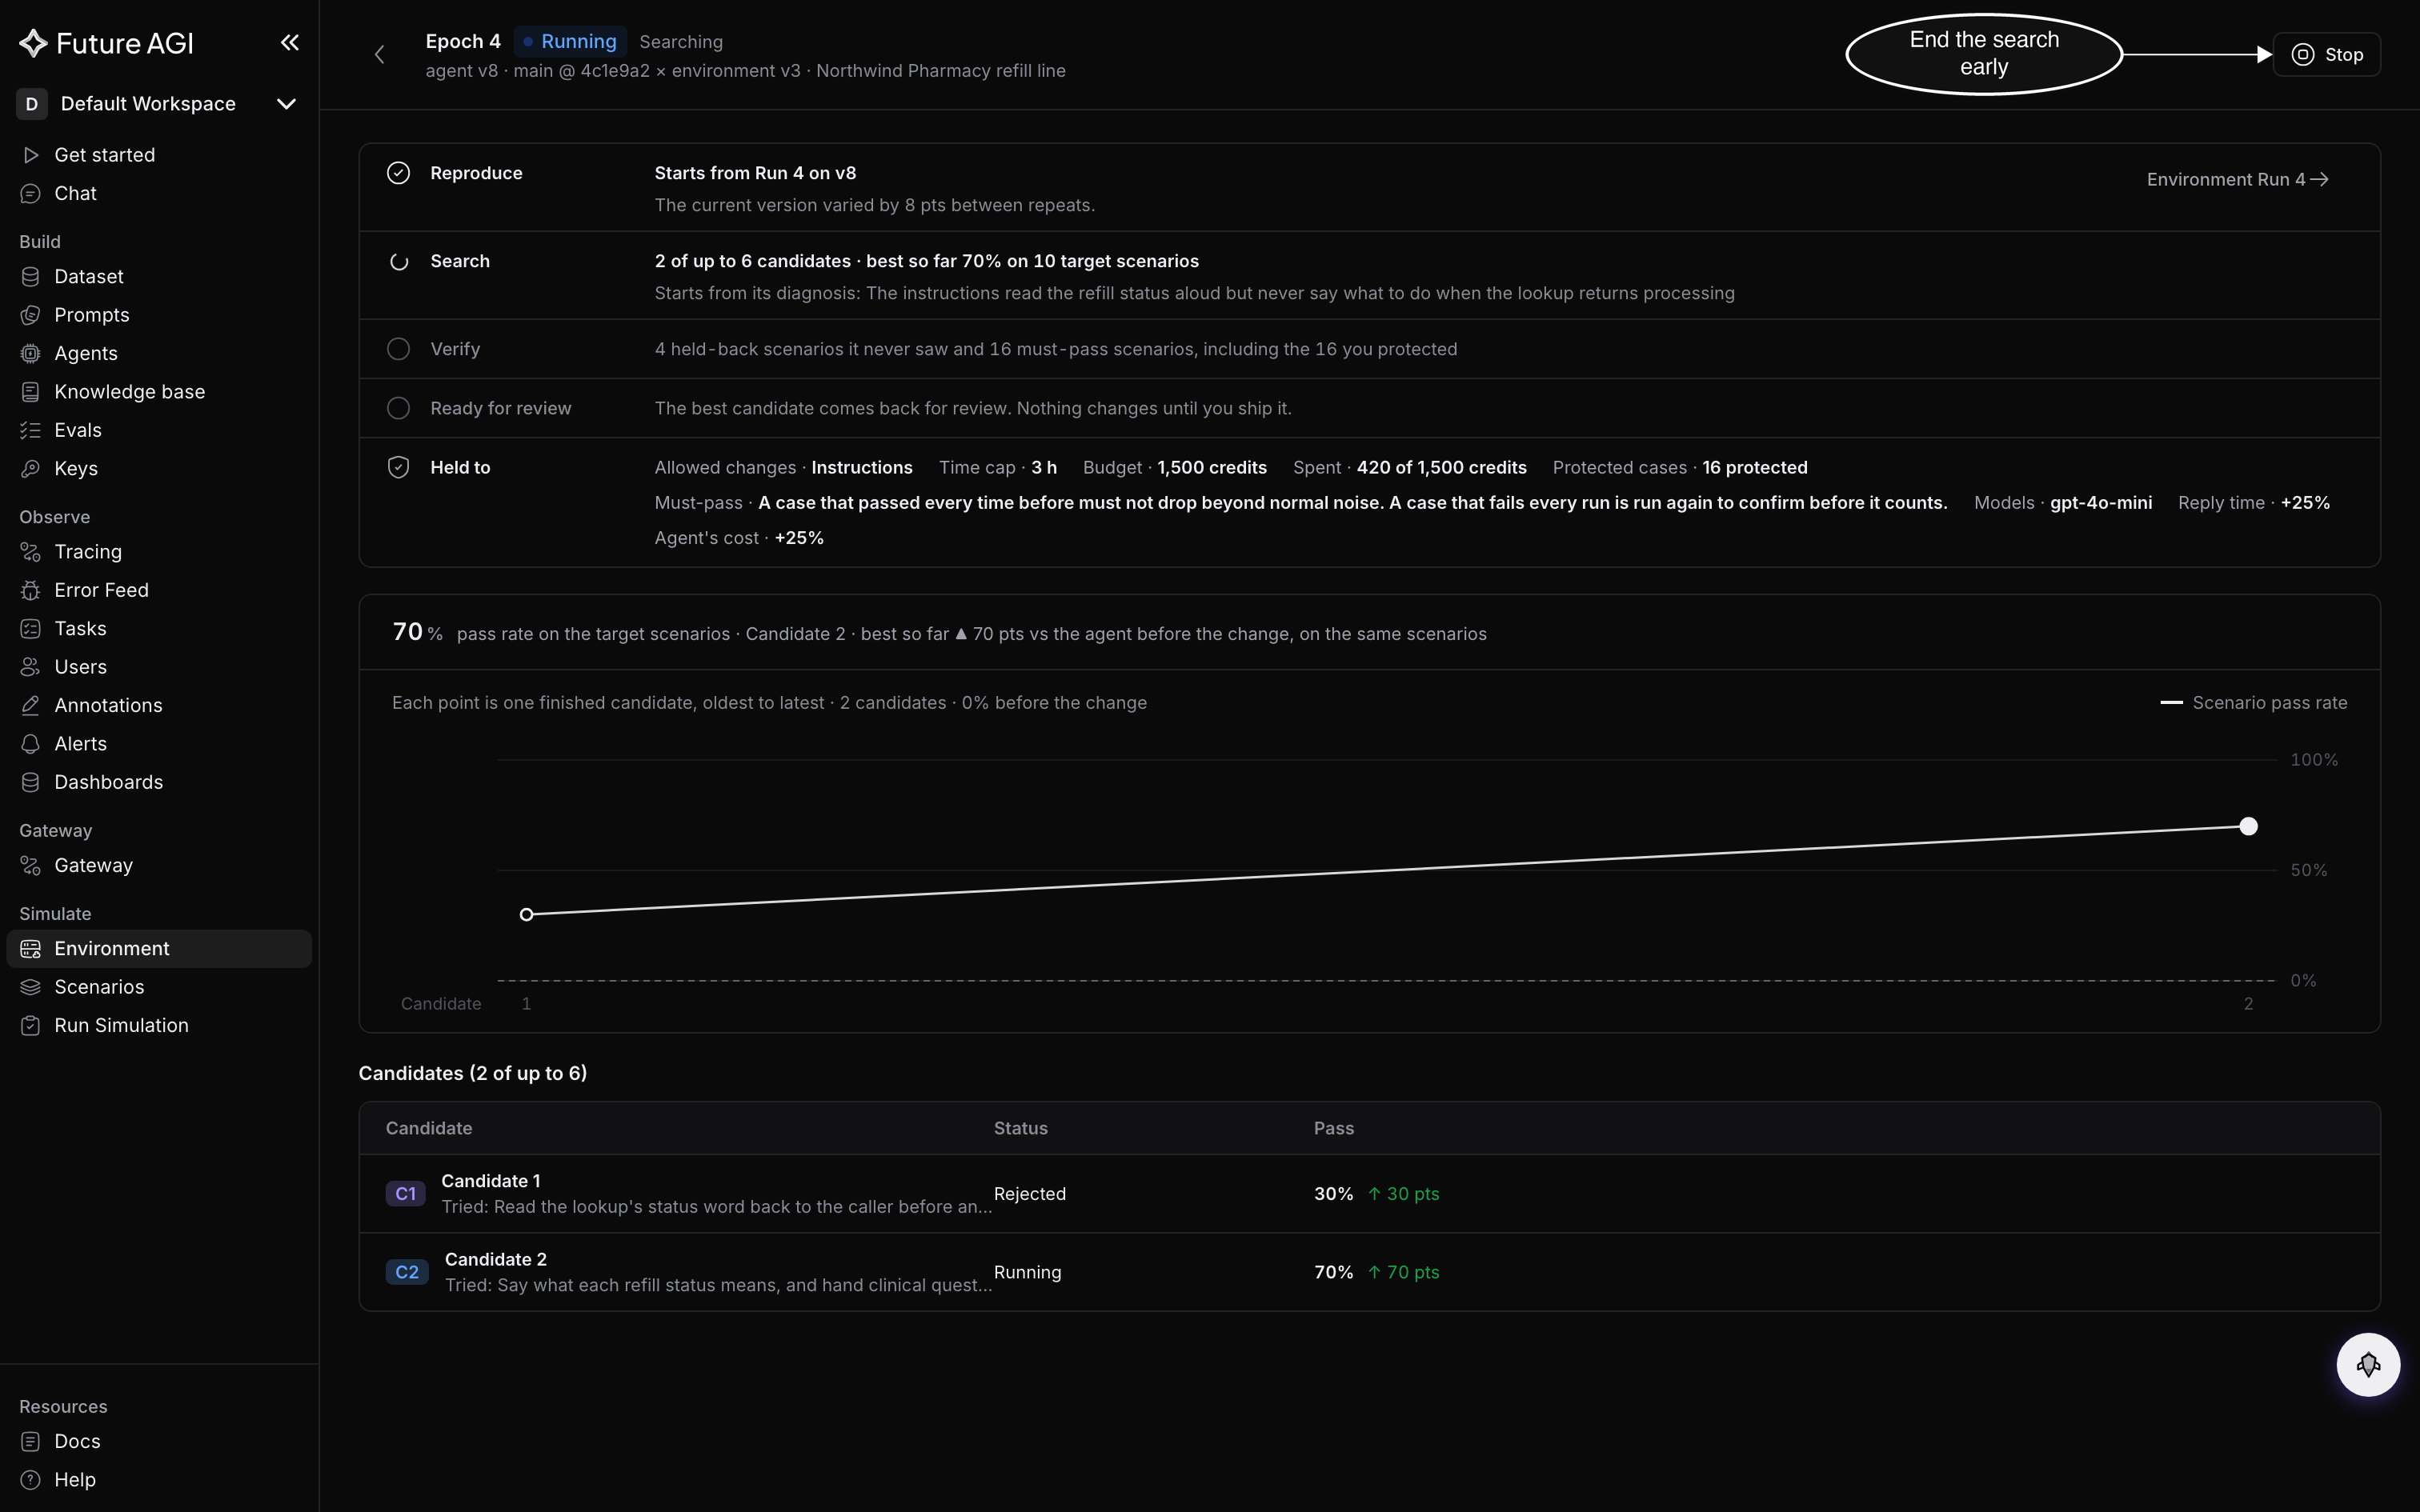 Future AGI
D Default Workspace
Get started
Chat
Build
Dataset
Prompts
Agents
Knowledge base
Evals
Keys
Observe
Tracing
Error Feed
Tasks
Users
Annotations
Alerts
Dashboards
Gateway
Gateway
Simulate
Environment
Scenarios
Run Simulation
Resources
Docs
Help
Epoch 4 Running Searching
agent v8 · main @ 4c1e9a2 × environment v3 · Northwind Pharmacy refill line
End the search
early
Stop
Reproduce Starts from Run 4 on v8 Environment Run 4
The current version varied by 8 pts between repeats.
Search 2 of up to 6 candidates · best so far 70% on 10 target scenarios
Starts from its diagnosis: The instructions read the refill status aloud but never say what to do when the lookup returns processing
Verify 4 held-back scenarios it never saw and 16 must-pass scenarios, including the 16 you protected
Ready for review The best candidate comes back for review. Nothing changes until you ship it.
Held to Allowed changes · Instructions Time cap · 3 h Budget · 1,500 credits Spent · 420 of 1,500 credits Protected cases · 16 protected
Must-pass · A case that passed every time before must not drop beyond normal noise. A case that fails every run is run again to confirm before it counts. Models · gpt-4o-mini Reply time · +25%
Agent's cost · +25%
70% pass rate on the target scenarios · Candidate 2 · best so far ▲ 70 pts vs the agent before the change, on the same scenarios
Each point is one finished candidate, oldest to latest · 2 candidates · 0% before the change Scenario pass rate
100%
50%
0%
Candidate 1 2
Candidates (2 of up to 6)
Candidate Status Pass
C1 Candidate 1 Rejected 30% ↑ 30 pts
Tried: Read the lookup's status word back to the caller before an...
C2 Candidate 2 Running 70% ↑ 70 pts
Tried: Say what each refill status means, and hand clinical quest...